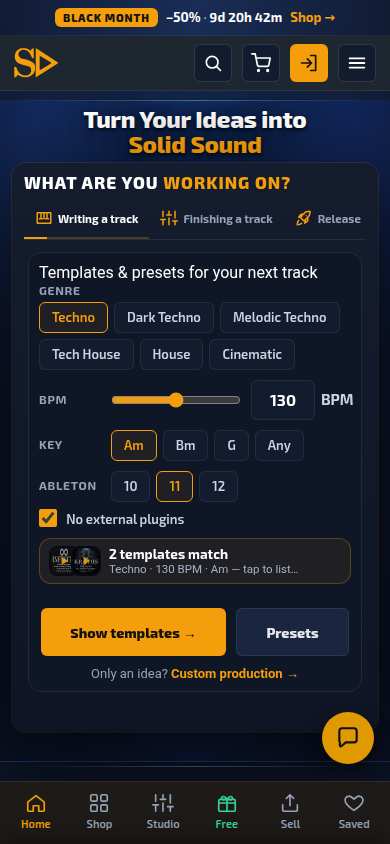 BLACK MONTH −50% · 9d 20h 42m Shop →
SD
Turn Your Ideas into
Solid Sound
WHAT ARE YOU WORKING ON?
Writing a track Finishing a track Release
Templates & presets for your next track
GENRE
Techno Dark Techno Melodic Techno
Tech House House Cinematic
BPM 130 BPM
KEY Am Bm G Any
ABLETON 10 11 12
No external plugins
2 templates match
Techno · 130 BPM · Am — tap to list...
Show templates → Presets
Only an idea? Custom production →
Home Shop Studio Free Sell Saved